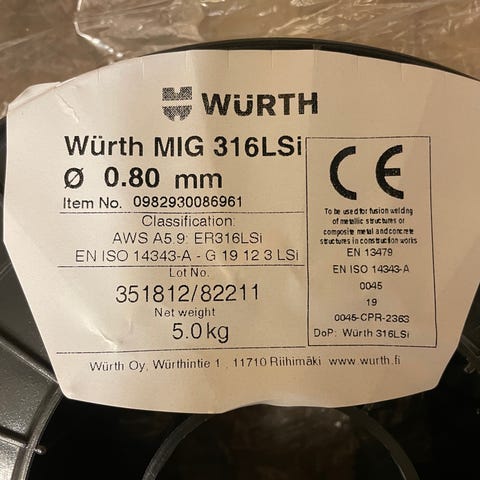 WÜRTH
Würth MIG 316LSi
Ø 0.80 mm
Item No. 0982930086961
Classification:
AWS A5.9: ER316LSi
EN ISO 14343-A - G 19 12 3 LSi
Lot No.
351812/82211
Net weight
5.0kg
CE
To be used for fusion welding
of metallic structures or
composite metal and concrete
structures in construction works
EN 13479
EN ISO 14343-A
0045
19
0045-CPR-2363
DoP: Würth 316LSi
Würth Oy, Würthintie 1 , 11710 Riihimäki www.wurth.fi